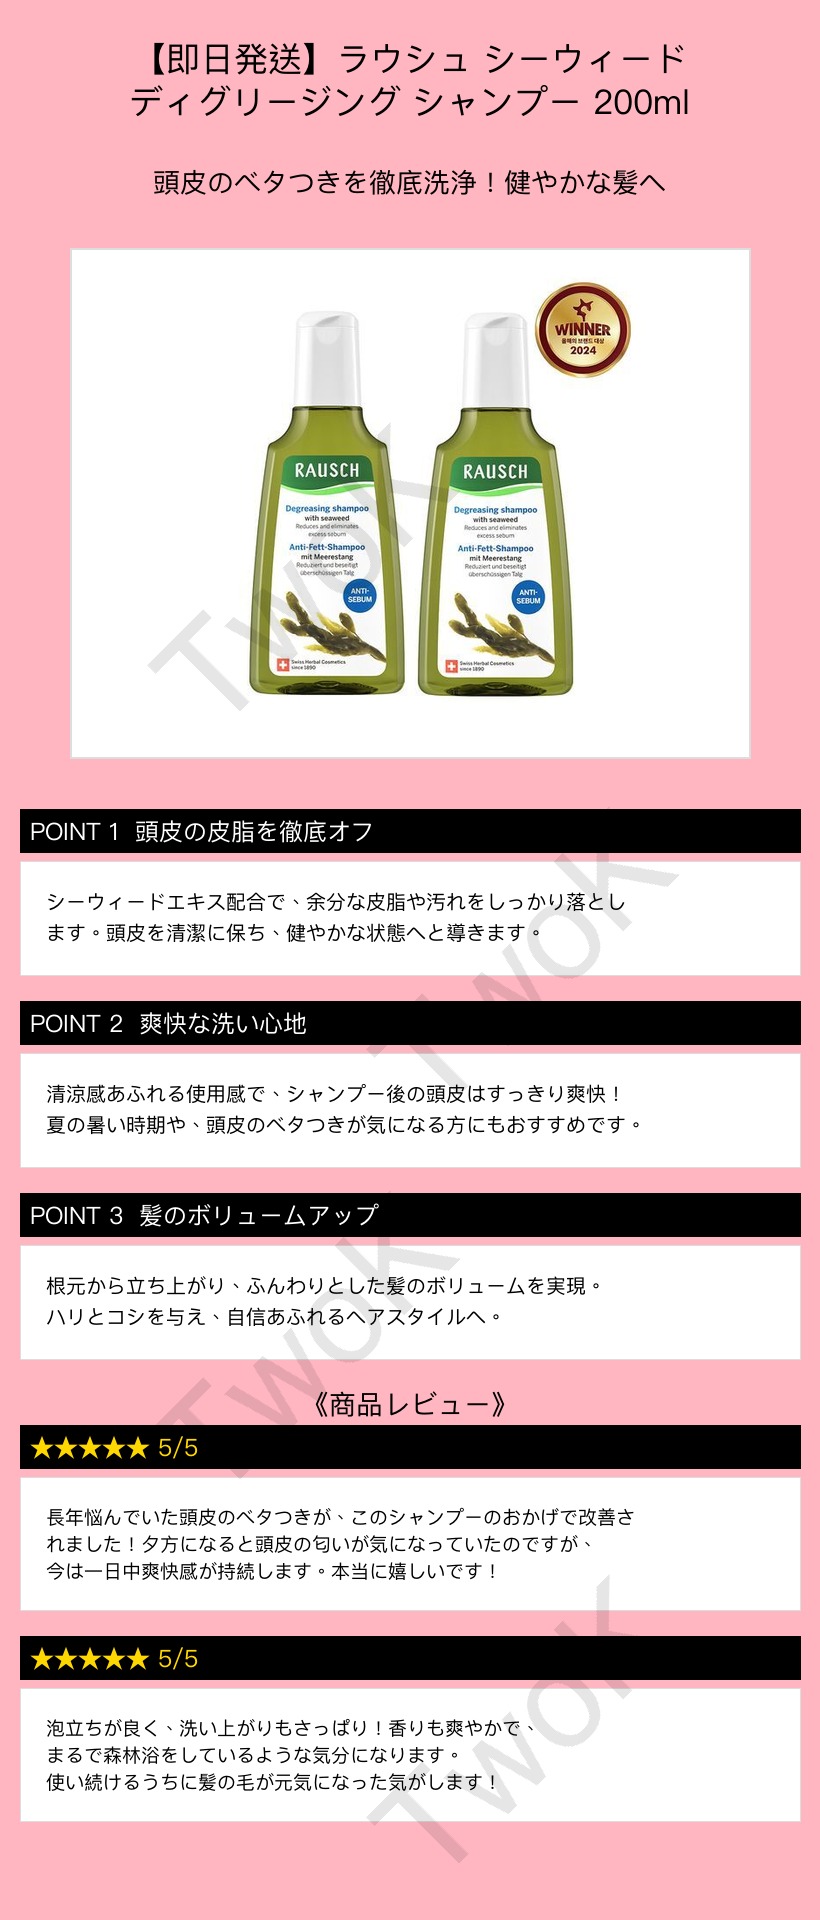 【即日発送】ラウシュ シーウィード
ディグリージング シャンプー 200ml
頭皮のベタつきを徹底洗浄！健やかな髪へ
WINNER
올해의 브랜드 대상
2024
RAUSCH
Degreasing shampoo
with seaweed
Reduces and eliminates
excess sebum
Anti-Fett-Shampoo
mit Meerestang
Reduziert und beseitigt
überschüssigen Talg
ANTI-
SEBUM
Swiss Herbal Cosmetics
since 1890
RAUSCH
Degreasing shampoo
with seaweed
Reduces and eliminates
excess sebum
Anti-Fett-Shampoo
mit Meerestang
Reduziert und beseitigt
überschüssigen Talg
ANTI-
SEBUM
Swiss Herbal Cosmetics
since 1890
Twok
POINT 1 頭皮の皮脂を徹底オフ
シーウィードエキス配合で、余分な皮脂や汚れをしっかり落とし
ます。頭皮を清潔に保ち、健やかな状態へと導きます。
Twok
POINT 2 爽快な洗い心地
清涼感あふれる使用感で、シャンプー後の頭皮はすっきり爽快！
夏の暑い時期や、頭皮のベタつきが気になる方にもおすすめです。
POINT 3 髪のボリュームアップ
根元から立ち上がり、ふんわりとした髪のボリュームを実現。
ハリとコシを与え、自信あふれるヘアスタイルへ。
Twok
《商品レビュー》
★★★★★ 5/5
長年悩んでいた頭皮のベタつきが、このシャンプーのおかげで改善さ
れました！夕方になると頭皮の匂いが気になっていたのですが、
今は一日中爽快感が持続します。本当に嬉しいです！
★★★★★ 5/5
泡立ちが良く、洗い上がりもさっぱり！香りも爽やかで、
まるで森林浴をしているような気分になります。
使い続けるうちに髪の毛が元気になった気がします！
Twok